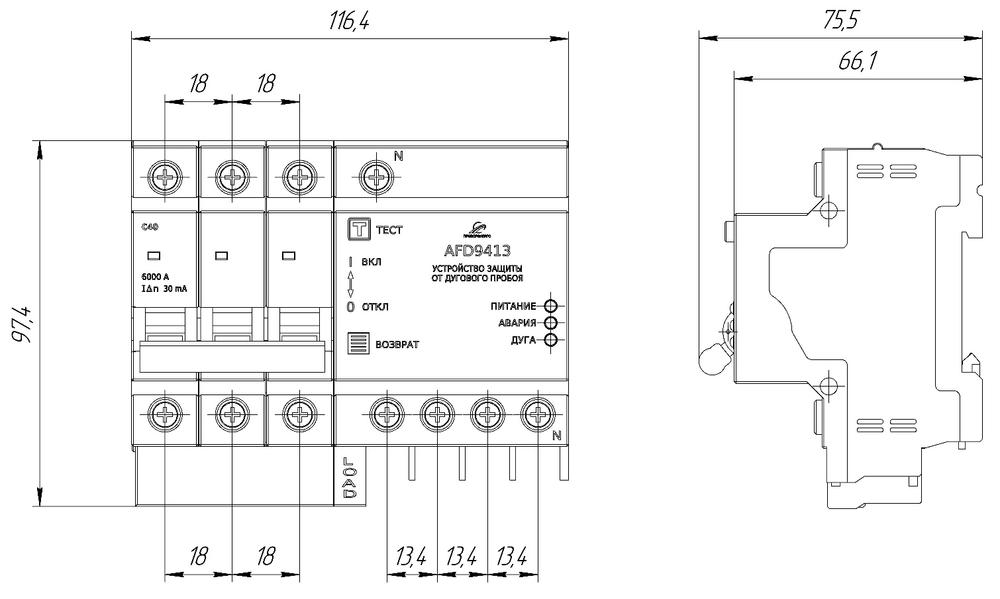 116,4
75,5
66,1
18 18
N
C40
ТЕСТ
ПРИБОРЭНЕРГО
AFD9413
I ВКЛ
УСТРОЙСТВО ЗАЩИТЫ
ОТ ДУГОВОГО ПРОБОЯ
6000 A
I∆n 30 mA
0 ОТКЛ
ПИТАНИЕ
АВАРИЯ
ДУГА
ВОЗВРАТ
97,4
N
LOAD
18 18 13,4 13,4 13,4